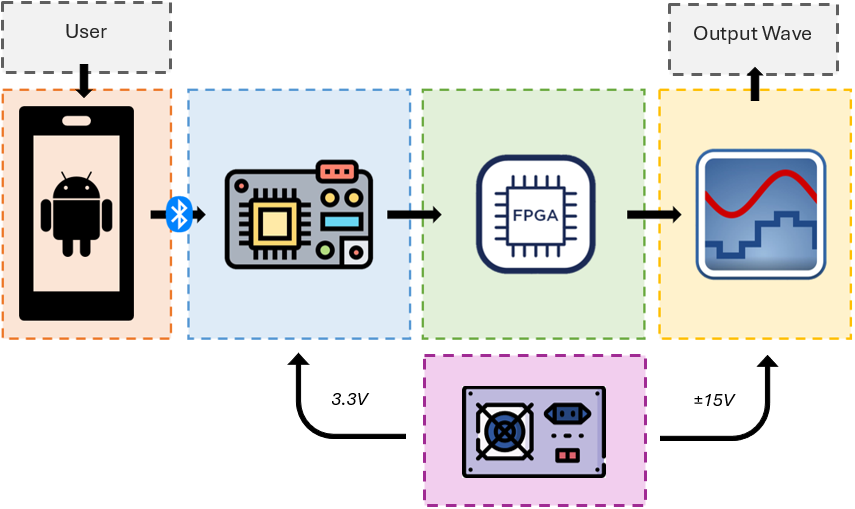 User
Output Wave
FPGA
3.3V
±15V